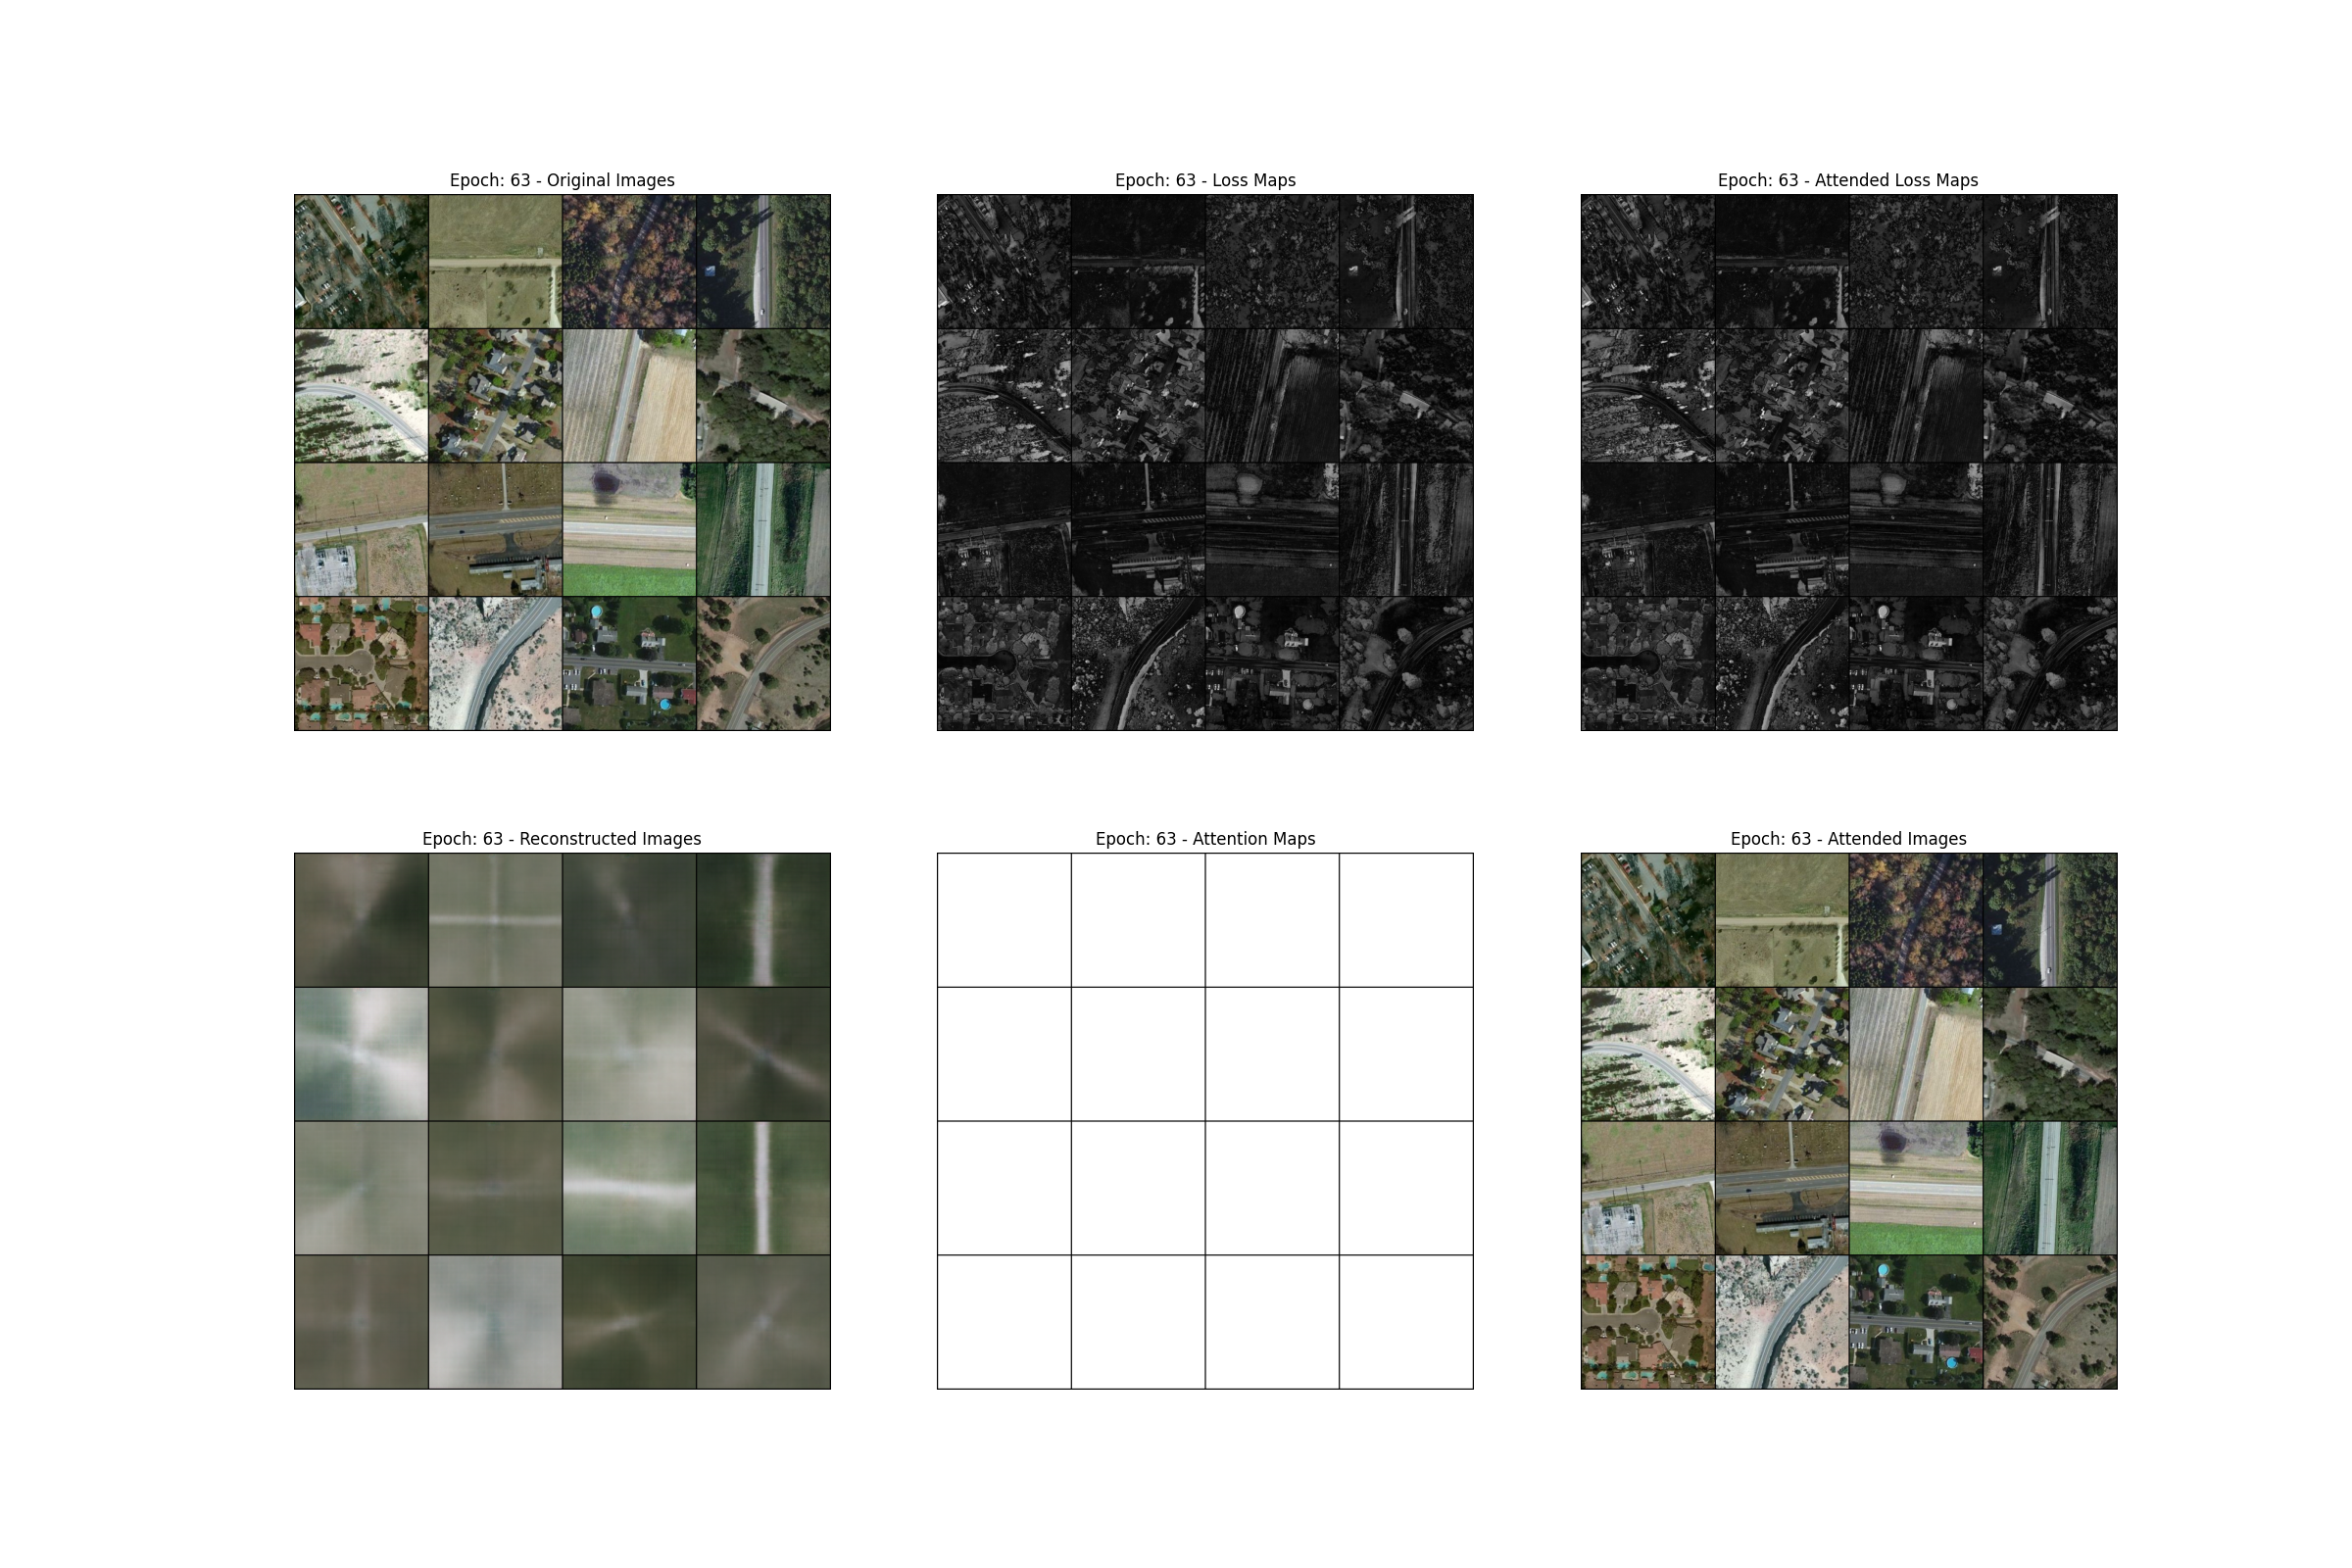 Epoch: 63 - Original Images
Epoch: 63 - Loss Maps
Epoch: 63 - Attended Loss Maps
Epoch: 63 - Reconstructed Images
Epoch: 63 - Attention Maps
Epoch: 63 - Attended Images